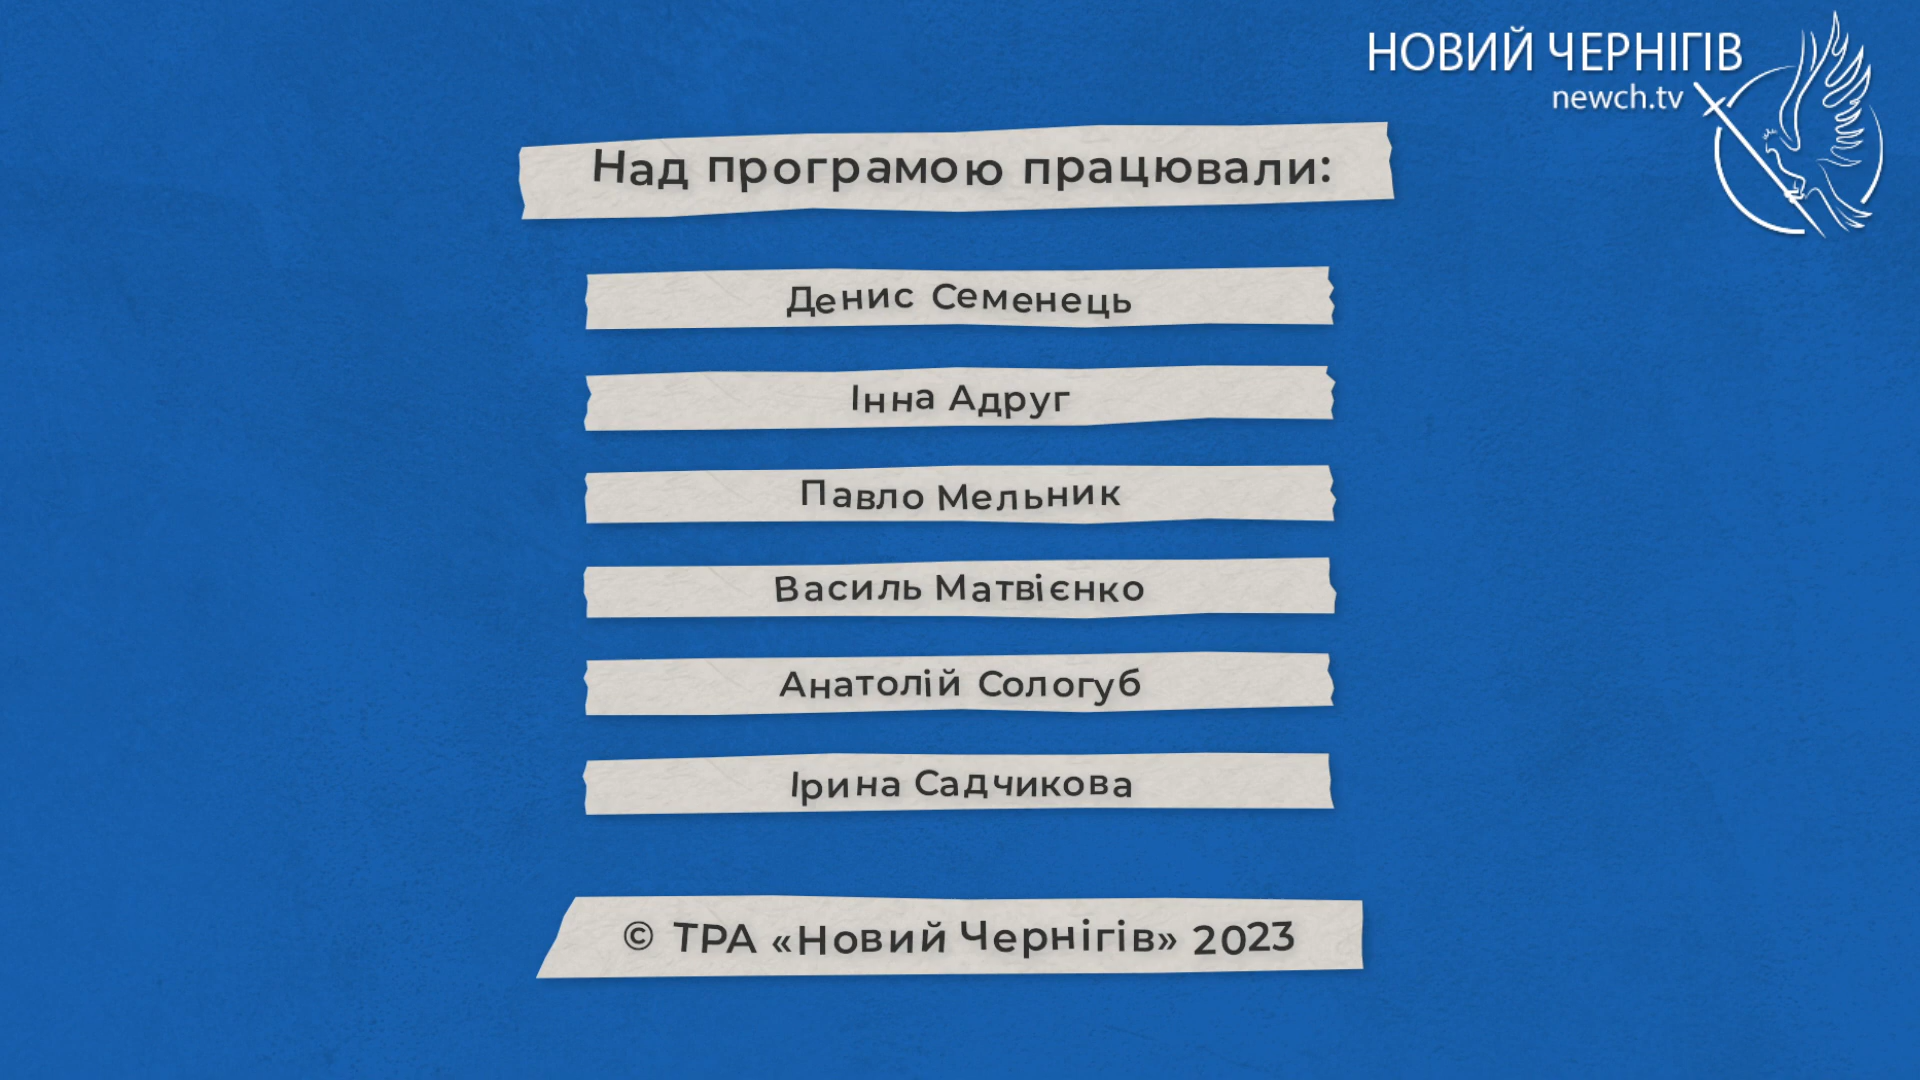 НОВИЙ ЧЕРНІГІВ
newch.tv
Над програмою працювали:
Денис Семенець
Інна Адруг
Павло Мельник
Василь Матвієнко
Анатолій Сологуб
Ірина Садчикова
© ТРА «Новий Чернігів» 2023